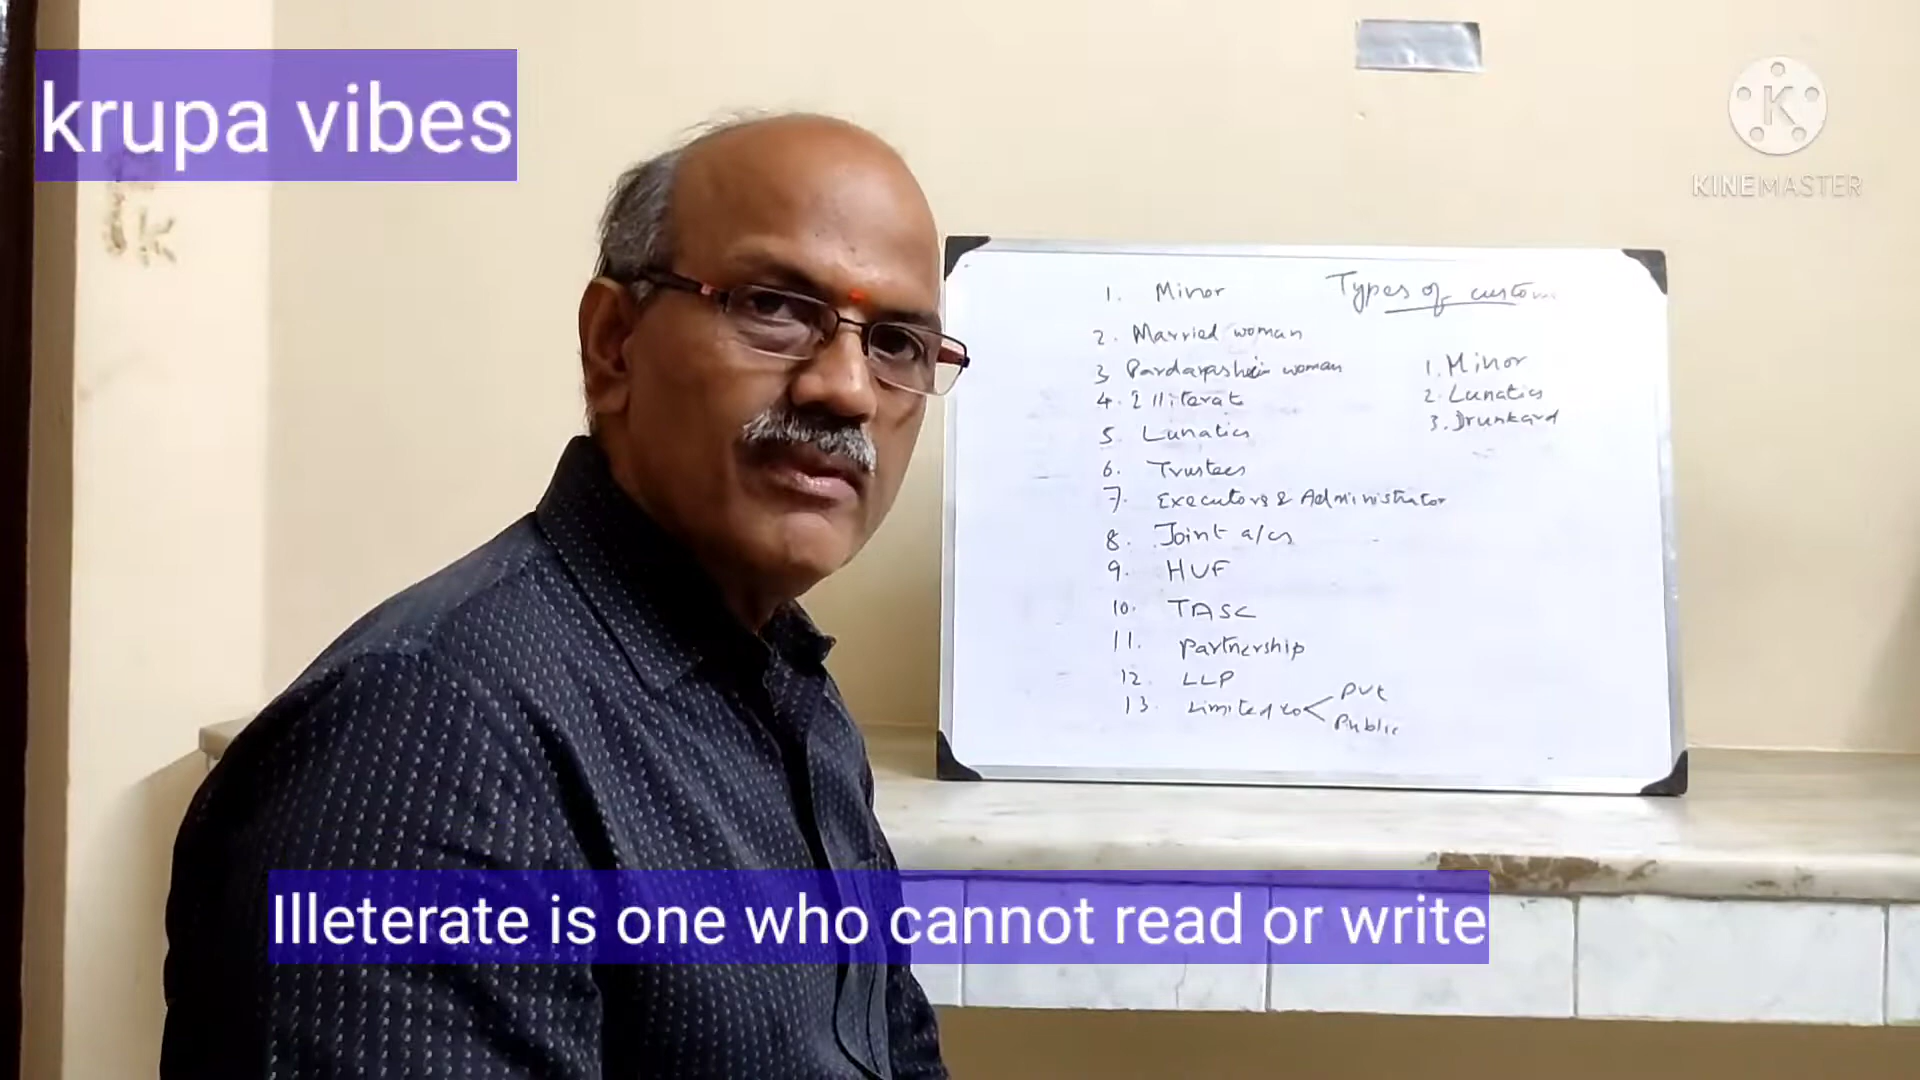 krupa vibes
KINEMASTER
Types of custom
1. Minor
2. Married woman
3 Pardanashin woman
4. Illiterat
5. Lunatics
6. Trustees
7. Executors & Administrator
8. Joint a/cs
9. HUF
10. TASC
11. Partnership
12. LLP
13. Limited co < Pvt
Public
1. Minor
2. Lunatics
3. Drunkard
Illeterate is one who cannot read or write